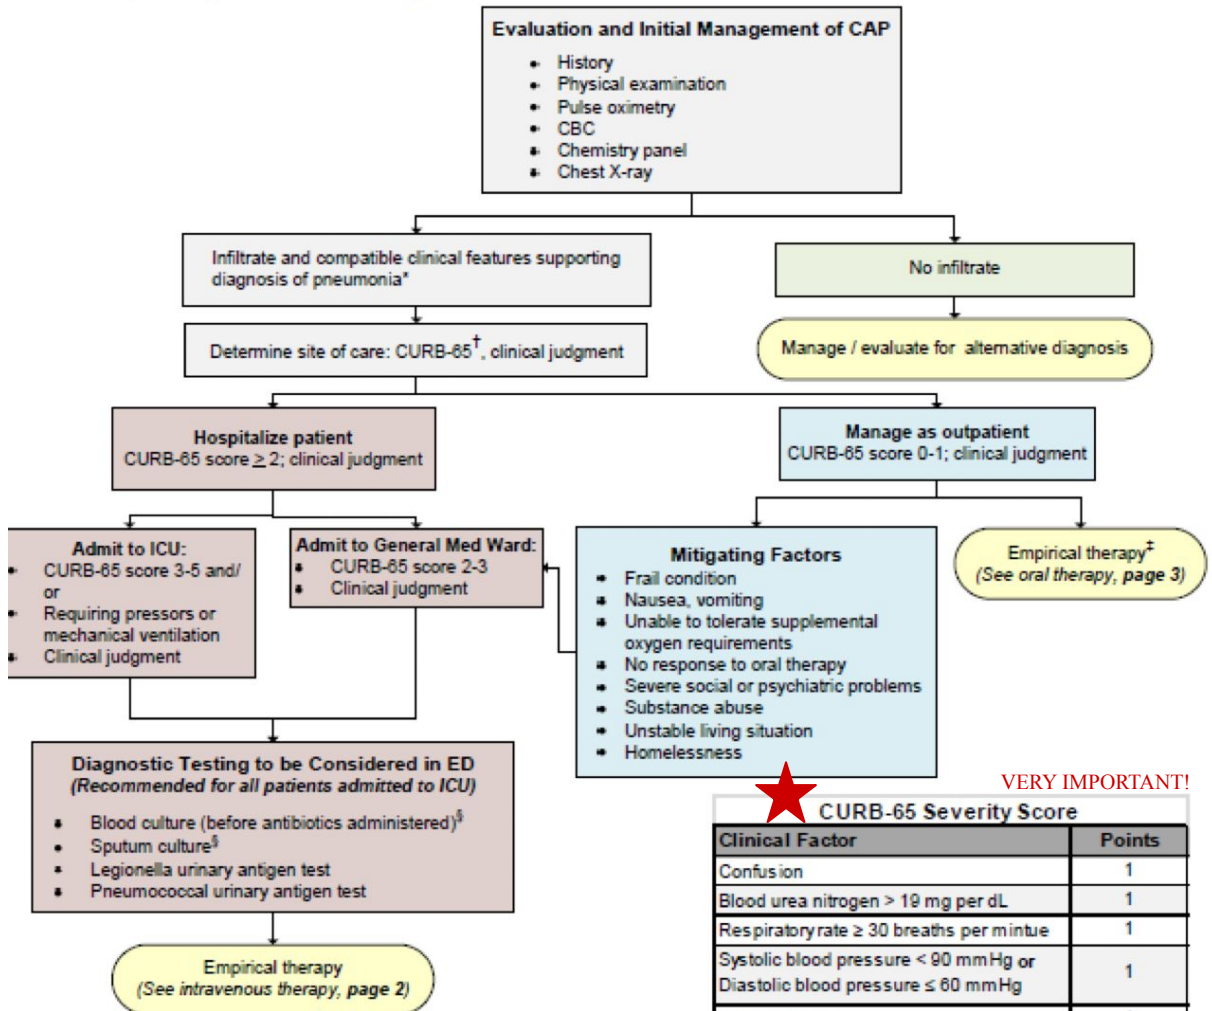 Evaluation and Initial Management of CAP
• History
• Physical examination
• Pulse oximetry
• CBC
• Chemistry panel
• Chest X-ray
Infiltrate and compatible clinical features supporting
diagnosis of pneumonia*
No infiltrate
Determine site of care: CURB-65†, clinical judgment
Manage / evaluate for alternative diagnosis
Hospitalize patient
CURB-65 score ≥ 2; clinical judgment
Manage as outpatient
CURB-65 score 0-1; clinical judgment
Admit to ICU:
• CURB-65 score 3-5 and/
or
• Requiring pressors or
mechanical ventilation
• Clinical judgment
Admit to General Med Ward:
• CURB-65 score 2-3
• Clinical judgment
Mitigating Factors
• Frail condition
• Nausea, vomiting
• Unable to tolerate supplemental
oxygen requirements
• No response to oral therapy
• Severe social or psychiatric problems
• Substance abuse
• Unstable living situation
• Homelessness
Empirical therapy‡
(See oral therapy, page 3)
Diagnostic Testing to be Considered in ED
(Recommended for all patients admitted to ICU)
• Blood culture (before antibiotics administered)§
• Sputum culture§
• Legionella urinary antigen test
• Pneumococcal urinary antigen test
Empirical therapy
(See intravenous therapy, page 2)
VERY IMPORTANT!
CURB-65 Severity Score
Clinical Factor Points
Confusion 1
Blood urea nitrogen > 19 mg per dL 1
Respiratory rate ≥ 30 breaths per mintue 1
Systolic blood pressure < 90 mmHg or
Diastolic blood pressure ≤ 60 mmHg 1